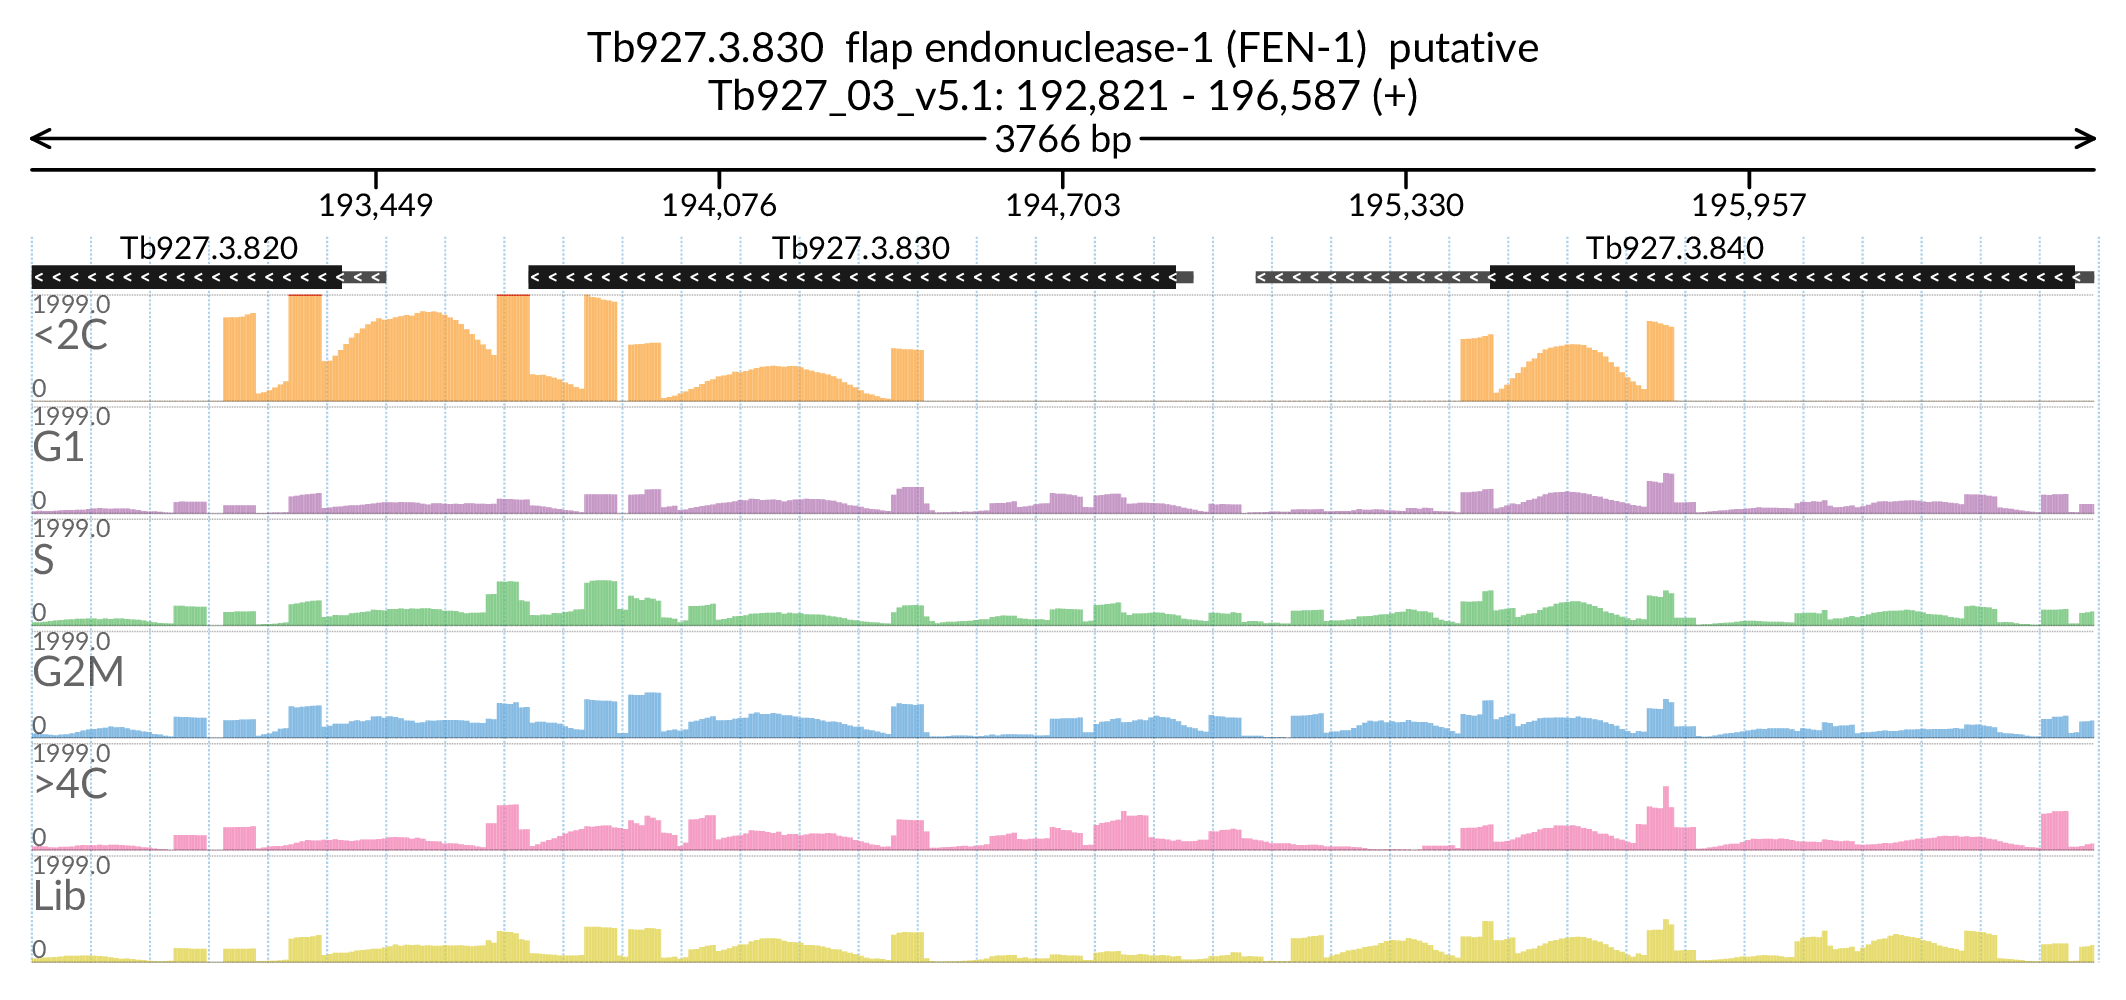 Tb927.3.830 flap endonuclease-1 (FEN-1) putative
Tb927_03_v5.1: 192,821 - 196,587 (+)
3766 bp
193,449 194,076 194,703 195,330 195,957
Tb927.3.820 Tb927.3.830 Tb927.3.840
1999.0
<2C
0
1999.0
G1
0
1999.0
S
0
1999.0
G2M
0
1999.0
>4C
0
1999.0
Lib
0